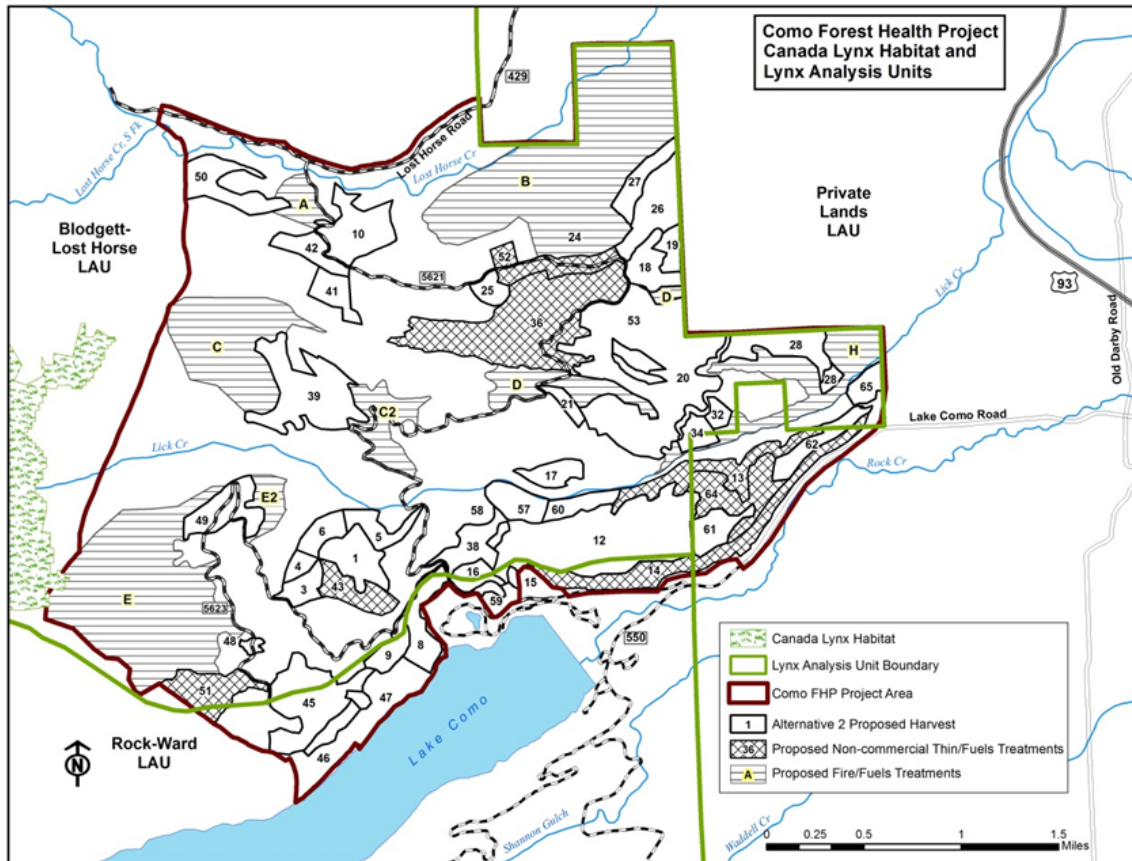 Como Forest Health Project
Canada Lynx Habitat and
Lynx Analysis Units
429
Lost Horse Road
Lost Horse Cr, S Fk
Lost Horse Cr
50
A
B
27
26
Private
Lands
LAU
Blodgett-
Lost Horse
LAU
10
42
24
19
52
18
5621
25
41
D
Lick Cr
93
Old Darby Road
C
36
53
28
H
39
D
20
28
65
C2
21
32
34
Lake Como Road
Lick Cr
62
Rock Cr
17
13
E2
64
49
58
57
60
6
5
61
12
1
38
4
16
14
43
3
15
E
5623
59
550
48
8
9
51
47
45
Rock-Ward
LAU
N
46
Lake Como
Shannon Gulch
Waddell Cr
Canada Lynx Habitat
Lynx Analysis Unit Boundary
Como FHP Project Area
1 Alternative 2 Proposed Harvest
36 Proposed Non-commercial Thin/Fuels Treatments
A Proposed Fire/Fuels Treatments
0 0.25 0.5 1 1.5
Miles